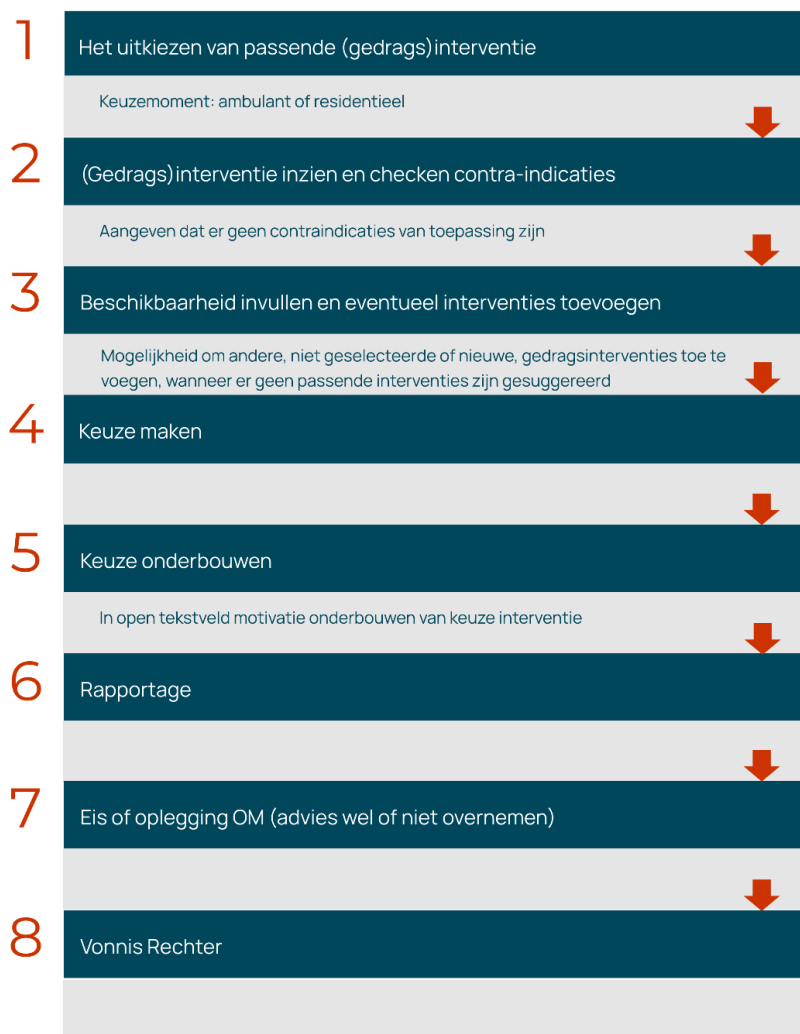 1
Het uitkiezen van passende (gedrags)interventie
Keuzemoment: ambulant of residentieel
2
(Gedrags)interventie inzien en checken contra-indicaties
Aangeven dat er geen contraindicaties van toepassing zijn
3
Beschikbaarheid invullen en eventueel interventies toevoegen
Mogelijkheid om andere, niet geselecteerde of nieuwe, gedragsinterventies toe te
voegen, wanneer er geen passende interventies zijn gesuggereerd
4
Keuze maken
5
Keuze onderbouwen
In open tekstveld motivatie onderbouwen van keuze interventie
6
Rapportage
7
Eis of oplegging OM (advies wel of niet overnemen)
8
Vonnis Rechter